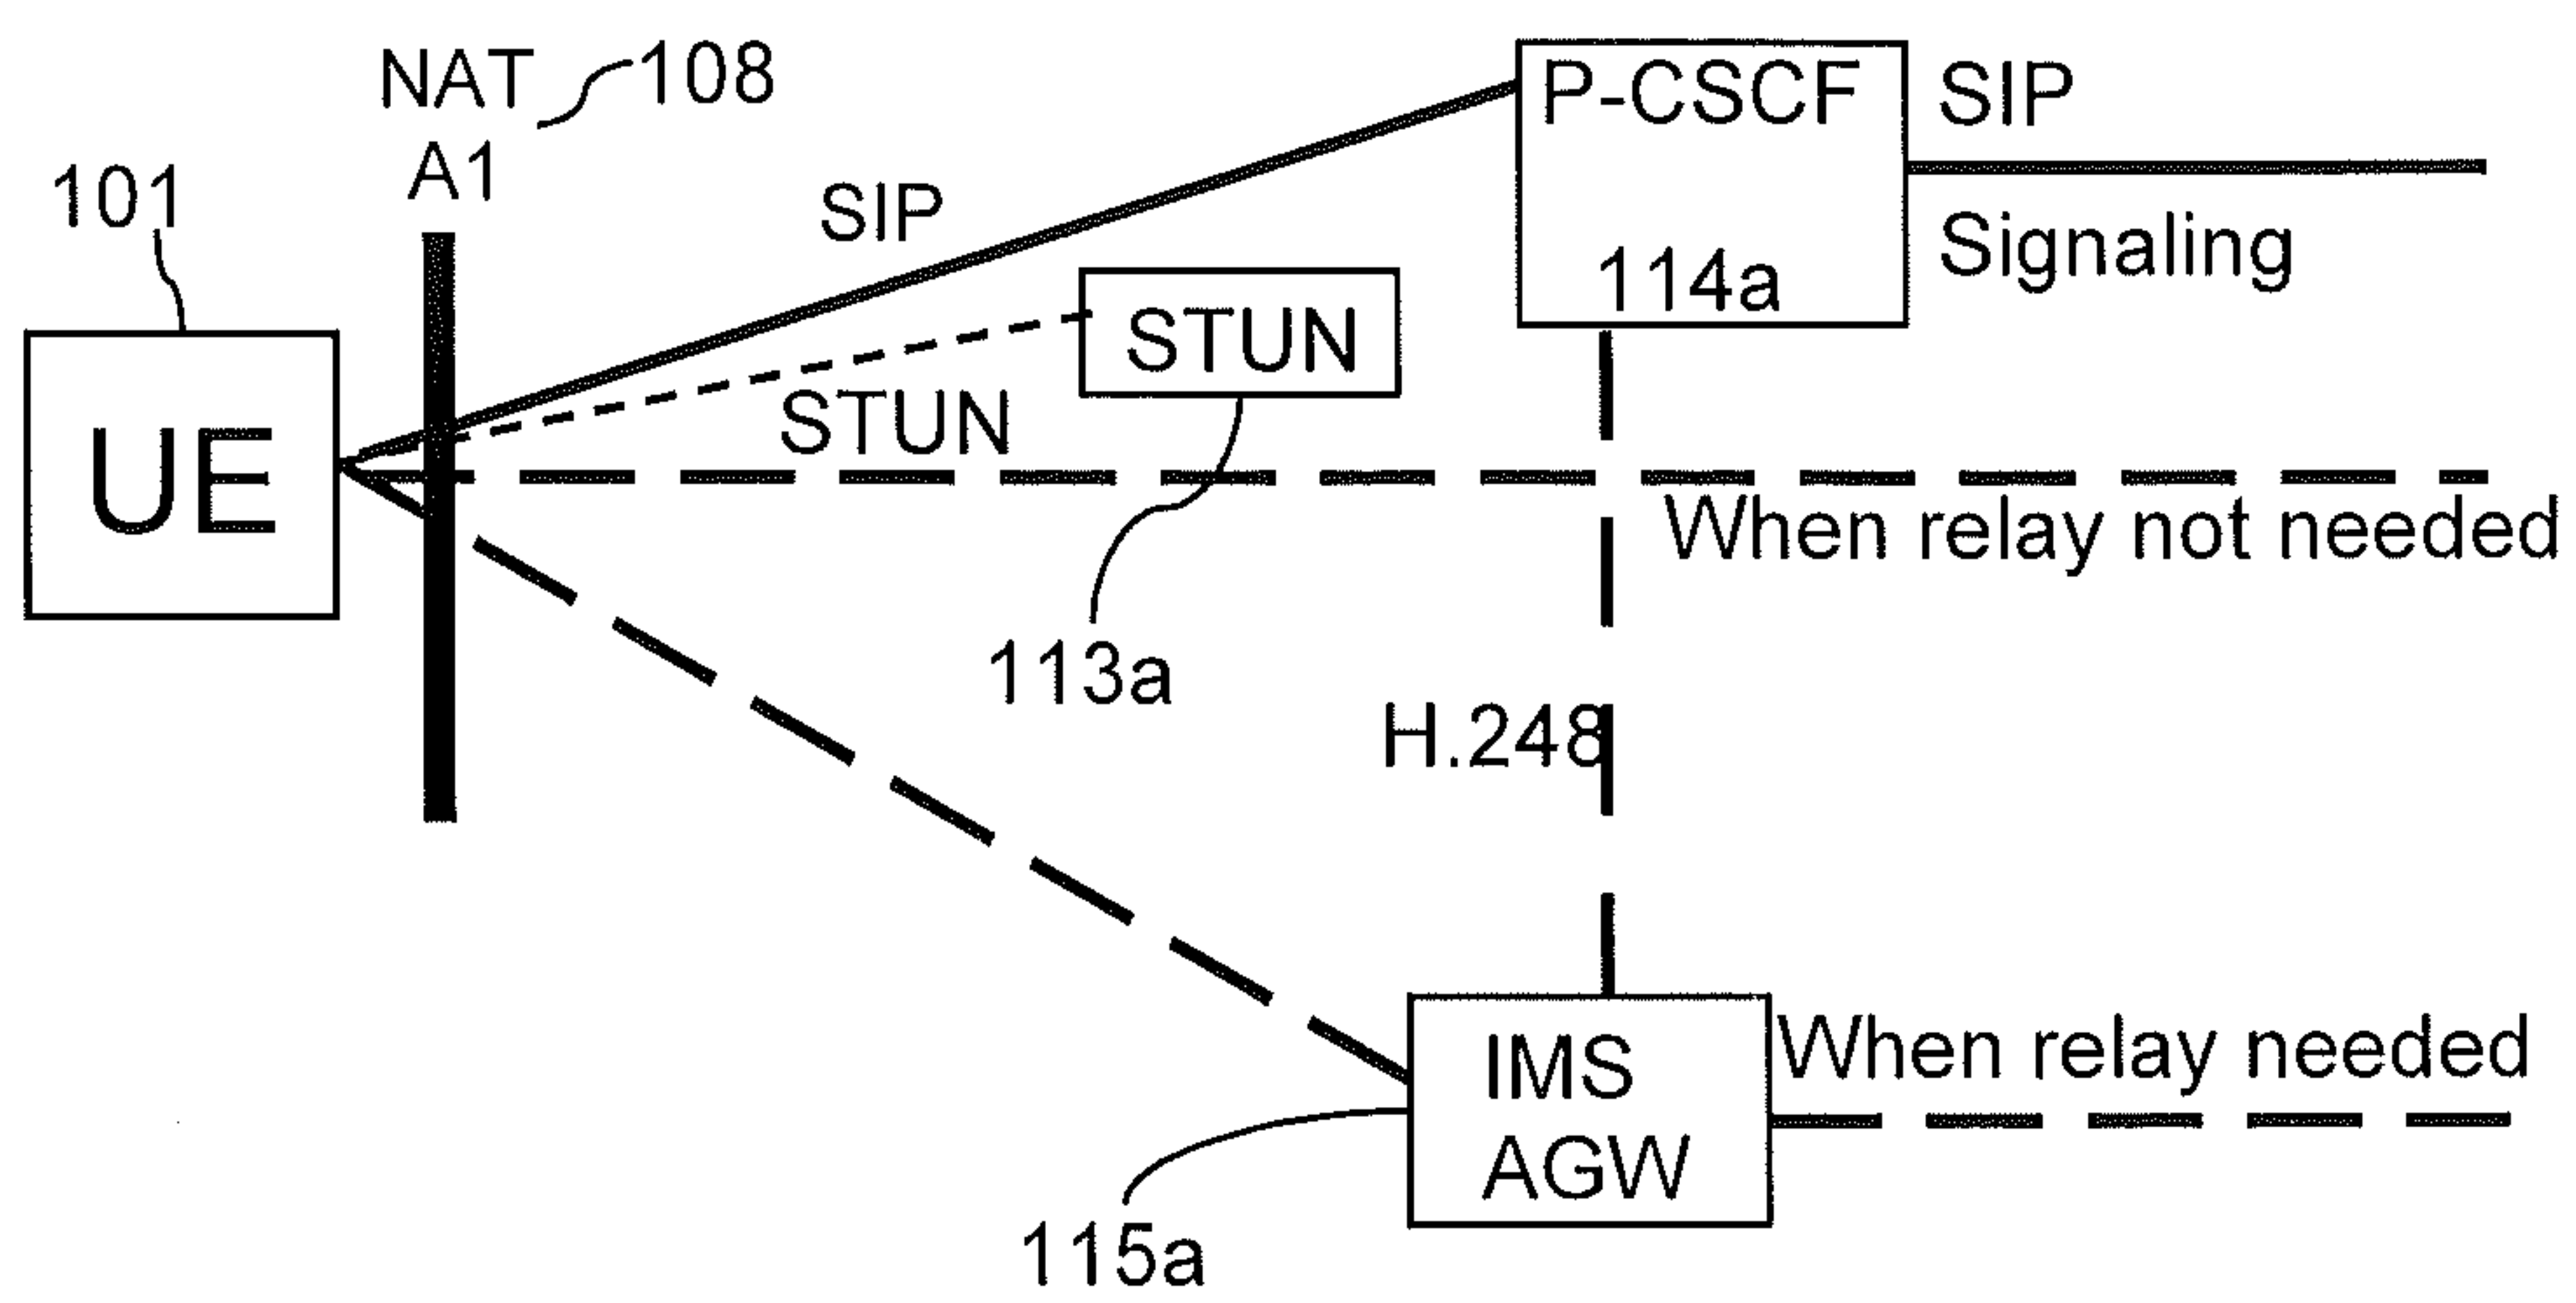 NAT
A1
108
101
UE
SIP
STUN
STUN
113a
P-CSCF
114a
SIP
Signaling
When relay not needed
H.248
IMS
AGW
When relay needed
115a